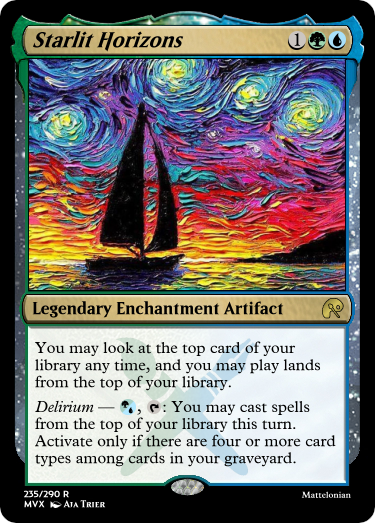 Starlit Horizons 1
Legendary Enchantment Artifact
You may look at the top card of your
library any time, and you may play lands
from the top of your library.
Delirium — , : You may cast spells
from the top of your library this turn.
Activate only if there are four or more card
types among cards in your graveyard.
235/290 R
MVX Aja Trier
Mattelonian